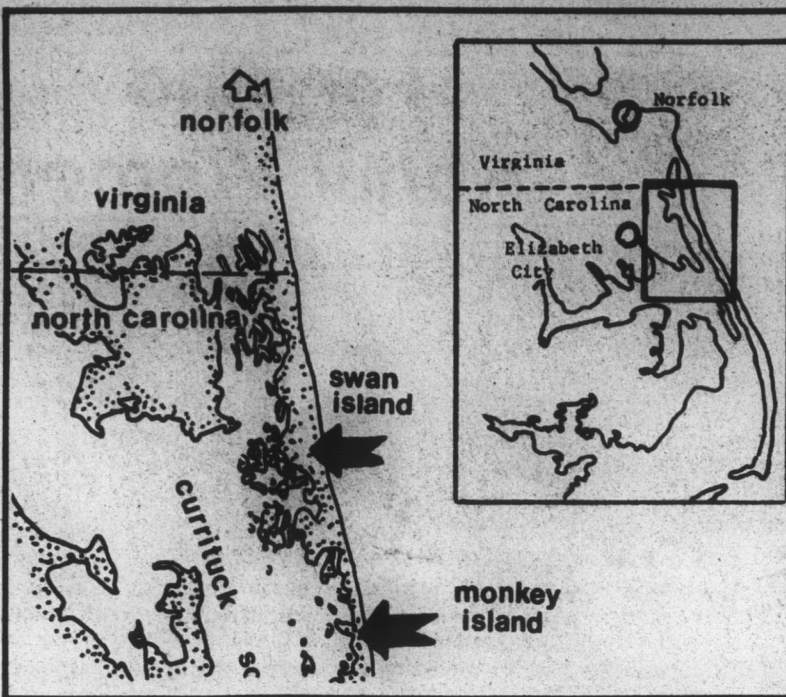 norfolk
virginia
north carolina
swan
island
currituck
monkey
island
Norfolk
Virginia
North Carolina
Elizabeth
City